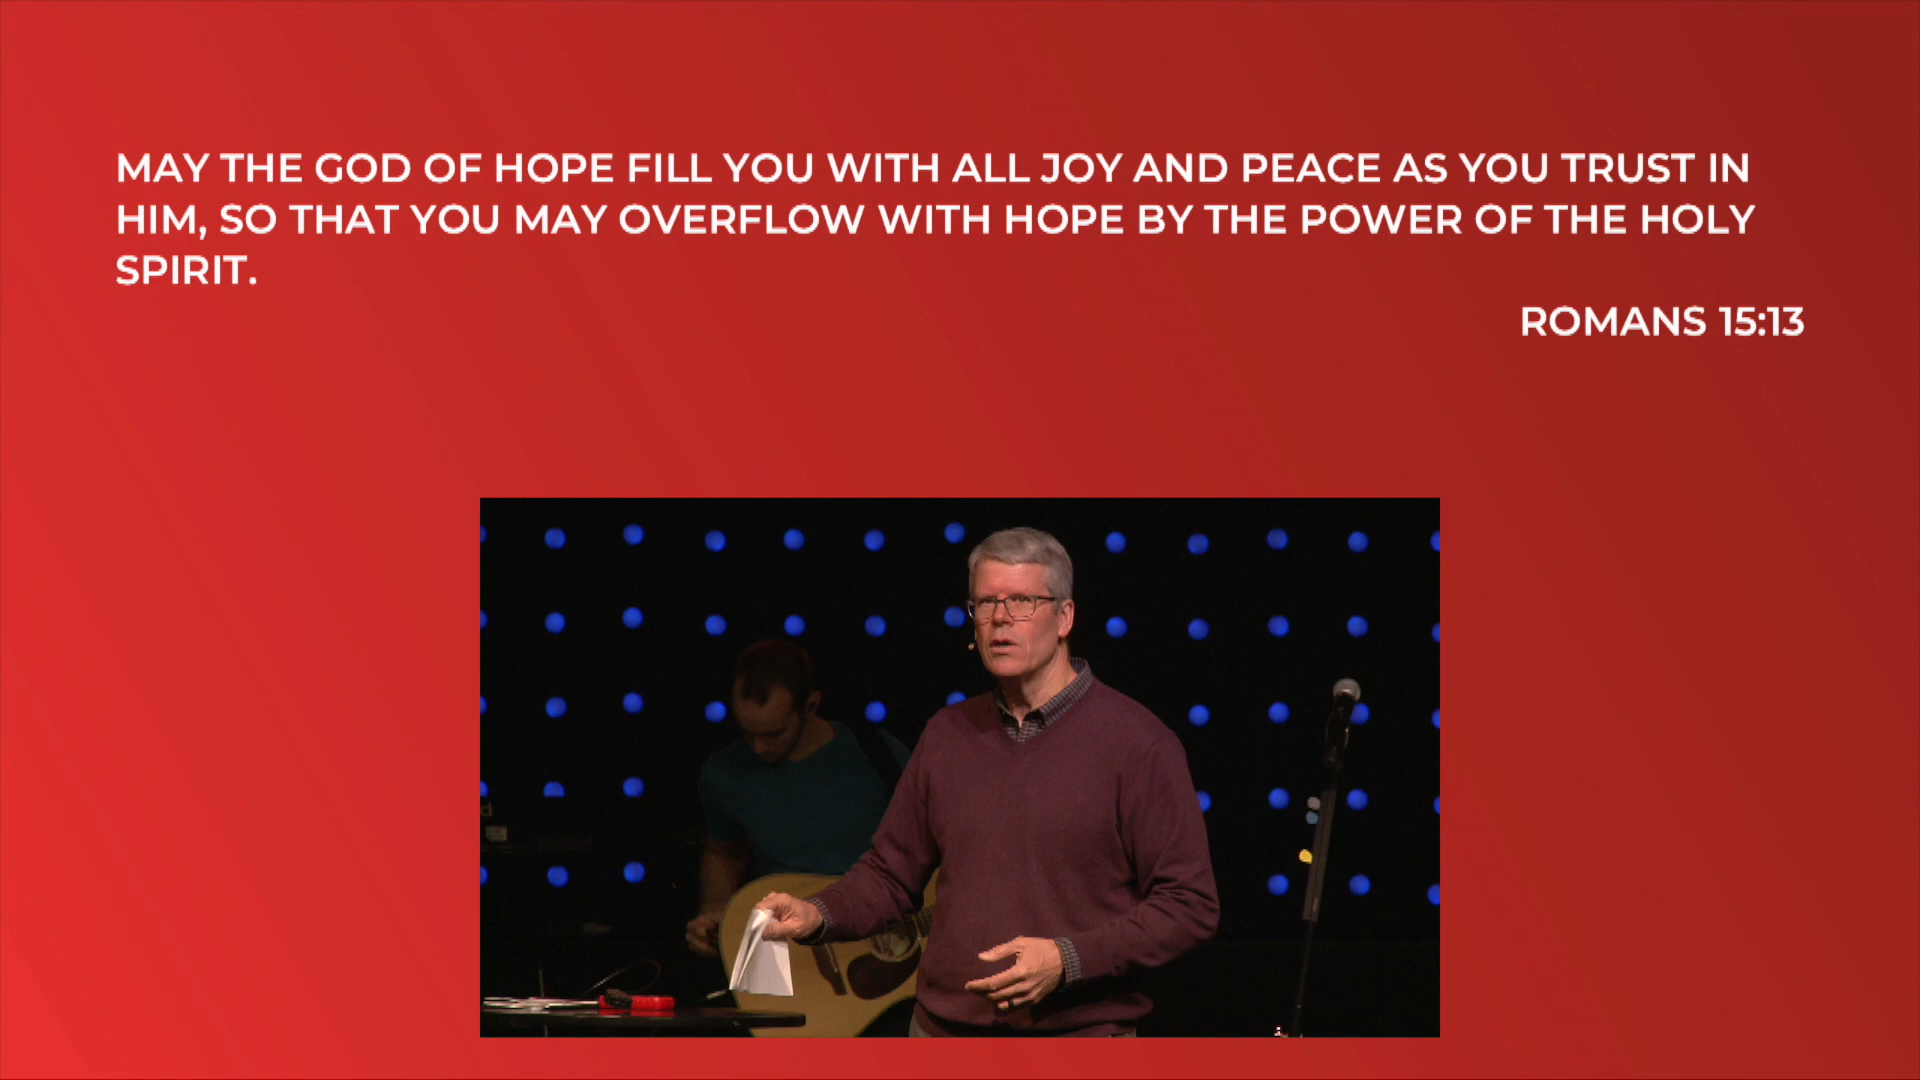 MAY THE GOD OF HOPE FILL YOU WITH ALL JOY AND PEACE AS YOU TRUST IN
HIM, SO THAT YOU MAY OVERFLOW WITH HOPE BY THE POWER OF THE HOLY
SPIRIT.
ROMANS 15:13